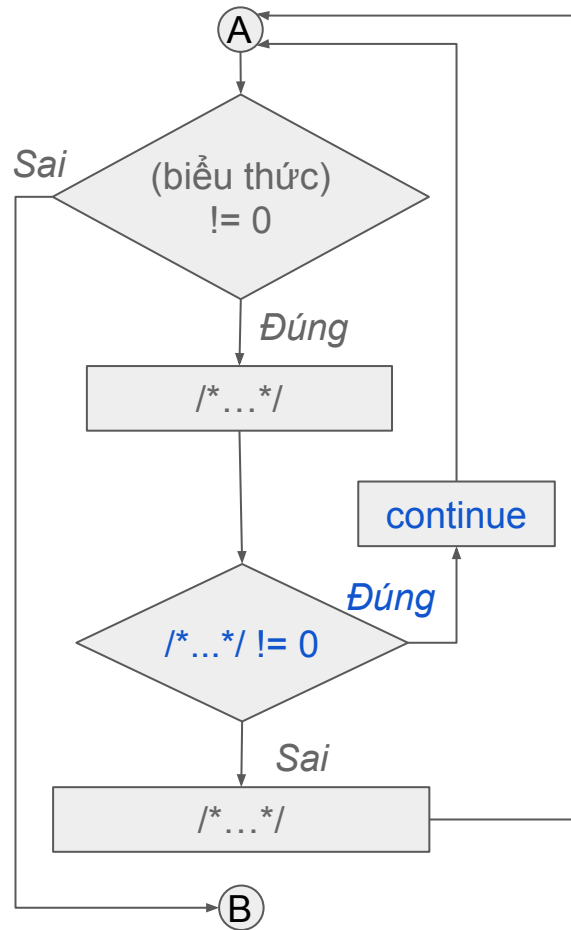 A
Sai
(biểu thức)
!= 0
Đúng
/*…*/
continue
Đúng
/*...*/ != 0
Sai
/*…*/
B